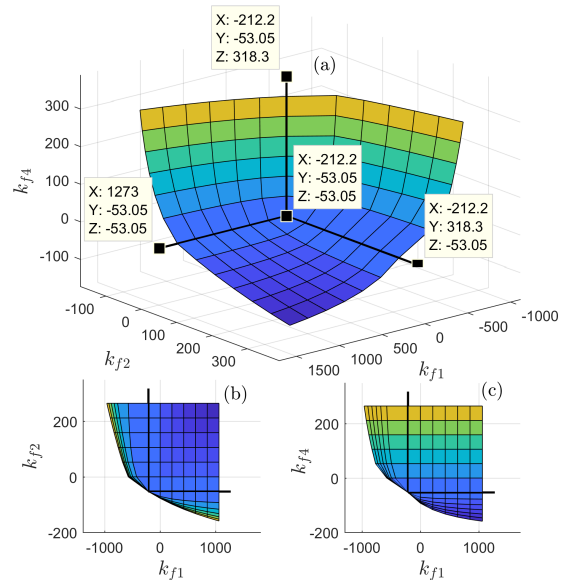 X: -212.2
Y: -53.05
Z: 318.3
(a)
X: -212.2
Y: -53.05
Z: -53.05
X: 1273
Y: -53.05
Z: -53.05
X: -212.2
Y: 318.3
Z: -53.05
300
200
100
0
-100
k_{f4}
-100
0
100
200
300
k_{f2}
1500
1000
500
0
-500
-1000
k_{f1}
(b)
200
0
-200
k_{f2}
-1000
0
1000
k_{f1}
(c)
200
0
-200
k_{f4}
-1000
0
1000
k_{f1}